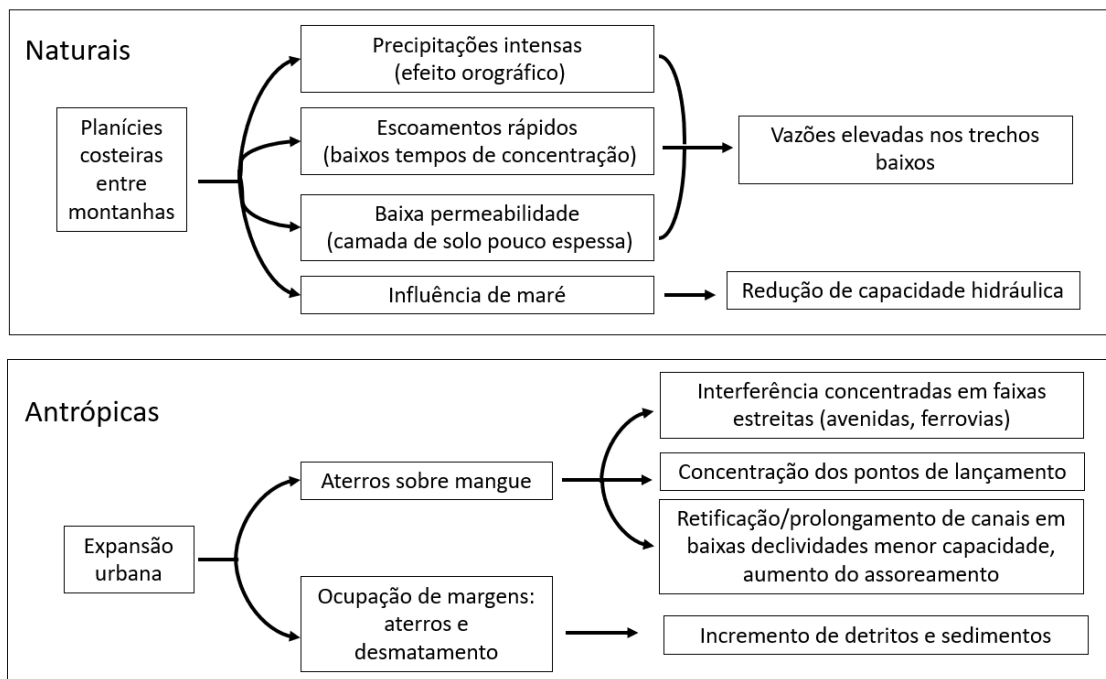 Naturais
Planícies
costeiras
entre
montanhas
Precipitações intensas
(efeito orográfico)
Escoamentos rápidos
(baixos tempos de concentração)
Baixa permeabilidade
(camada de solo pouco espessa)
Influência de maré
Vazões elevadas nos trechos
baixos
Redução de capacidade hidráulica
Antrópicas
Expansão
urbana
Aterros sobre mangue
Ocupação de margens:
aterros e
desmatamento
Interferência concentradas em faixas
estreitas (avenidas, ferrovias)
Concentração dos pontos de lançamento
Retificação/prolongamento de canais em
baixas declividades menor capacidade,
aumento do assoreamento
Incremento de detritos e sedimentos